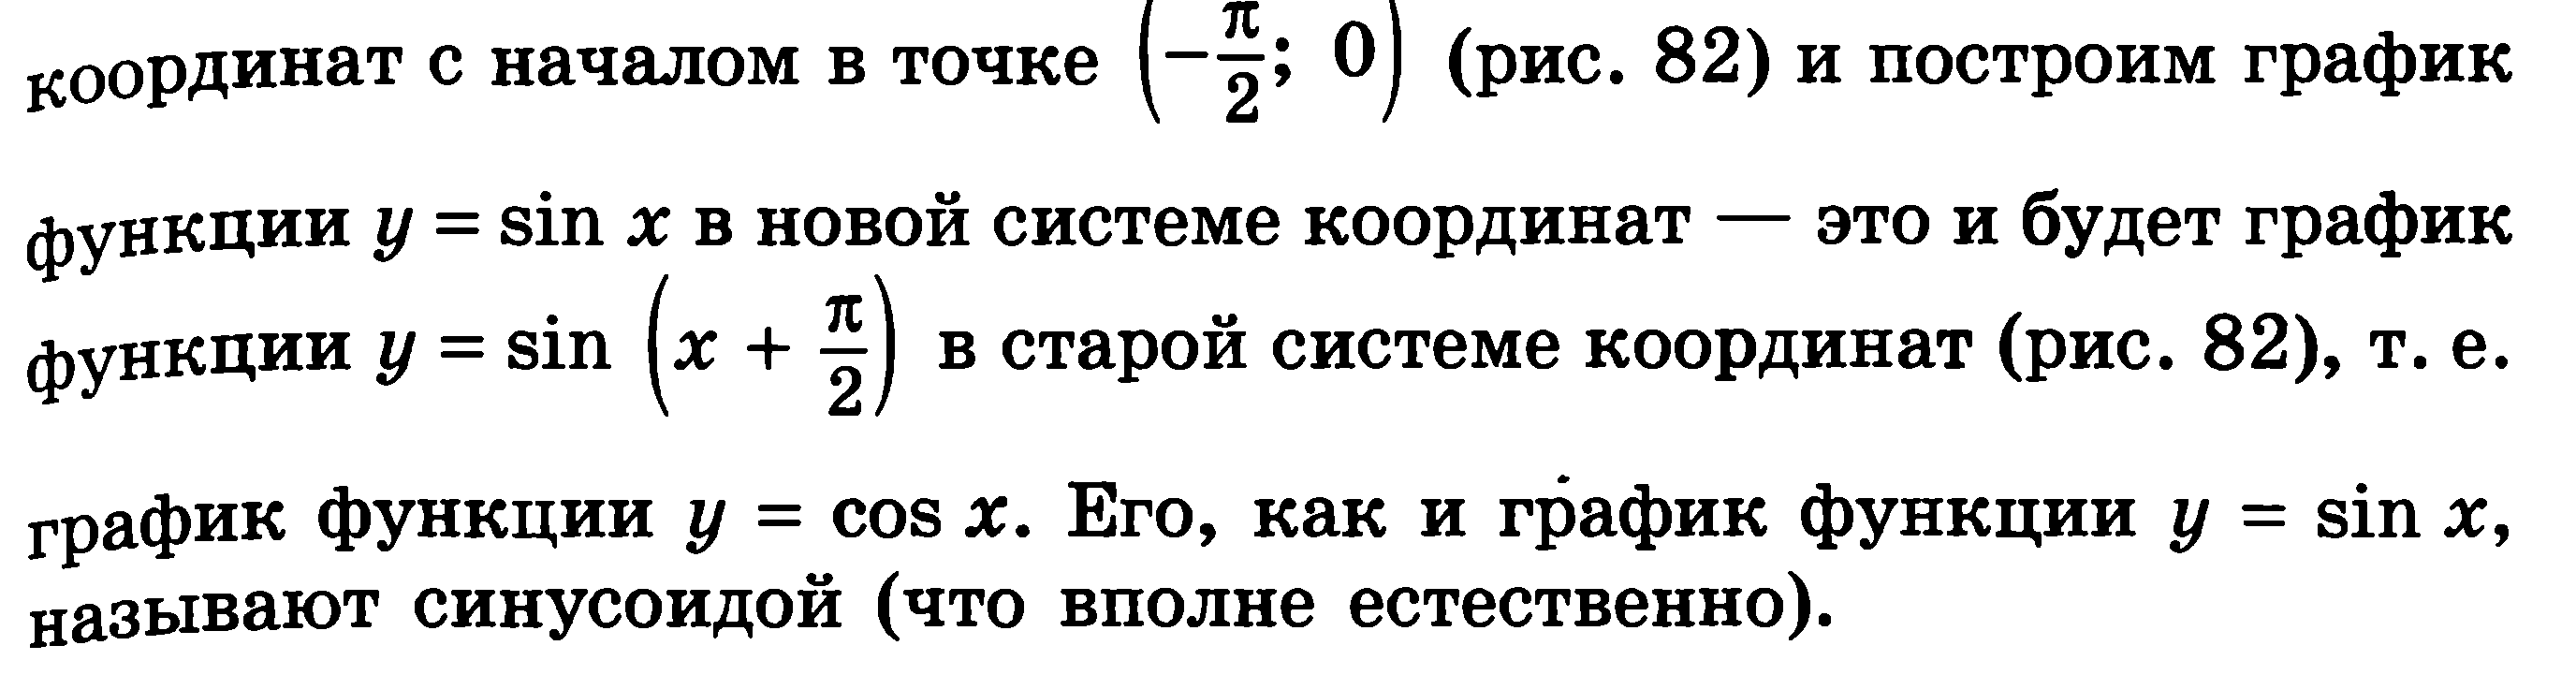 координат с началом в точке (−π/2; 0) (рис. 82) и построим график
функции y = sin x в новой системе координат — это и будет график
функции y = sin (x + π/2) в старой системе координат (рис. 82), т. е.
график функции y = cos x. Его, как и график функции y = sin x,
называют синусоидой (что вполне естественно).